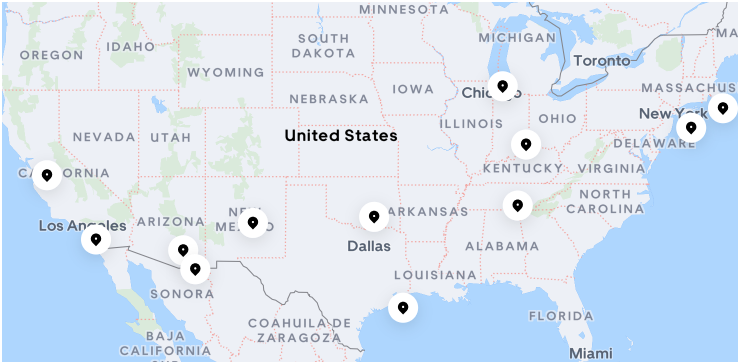 MINNESOTA
MICHIGAN
MA
OREGON
IDAHO
SOUTH
DAKOTA
Toronto
WYOMING
IOWA
MASSACHUS
NEBRASKA
Chicago
New York
United States
NEVADA
UTAH
ILLINOIS
OHIO
DELAWARE
CALIFORNIA
KENTUCKY
VIRGINIA
NORTH
CAROLINA
Los Angeles
ARIZONA
NEW
MEXICO
ARKANSAS
Dallas
ALABAMA
LOUISIANA
SONORA
FLORIDA
COAHUILA DE
ZARAGOZA
BAJA
CALIFORNIA
Miami